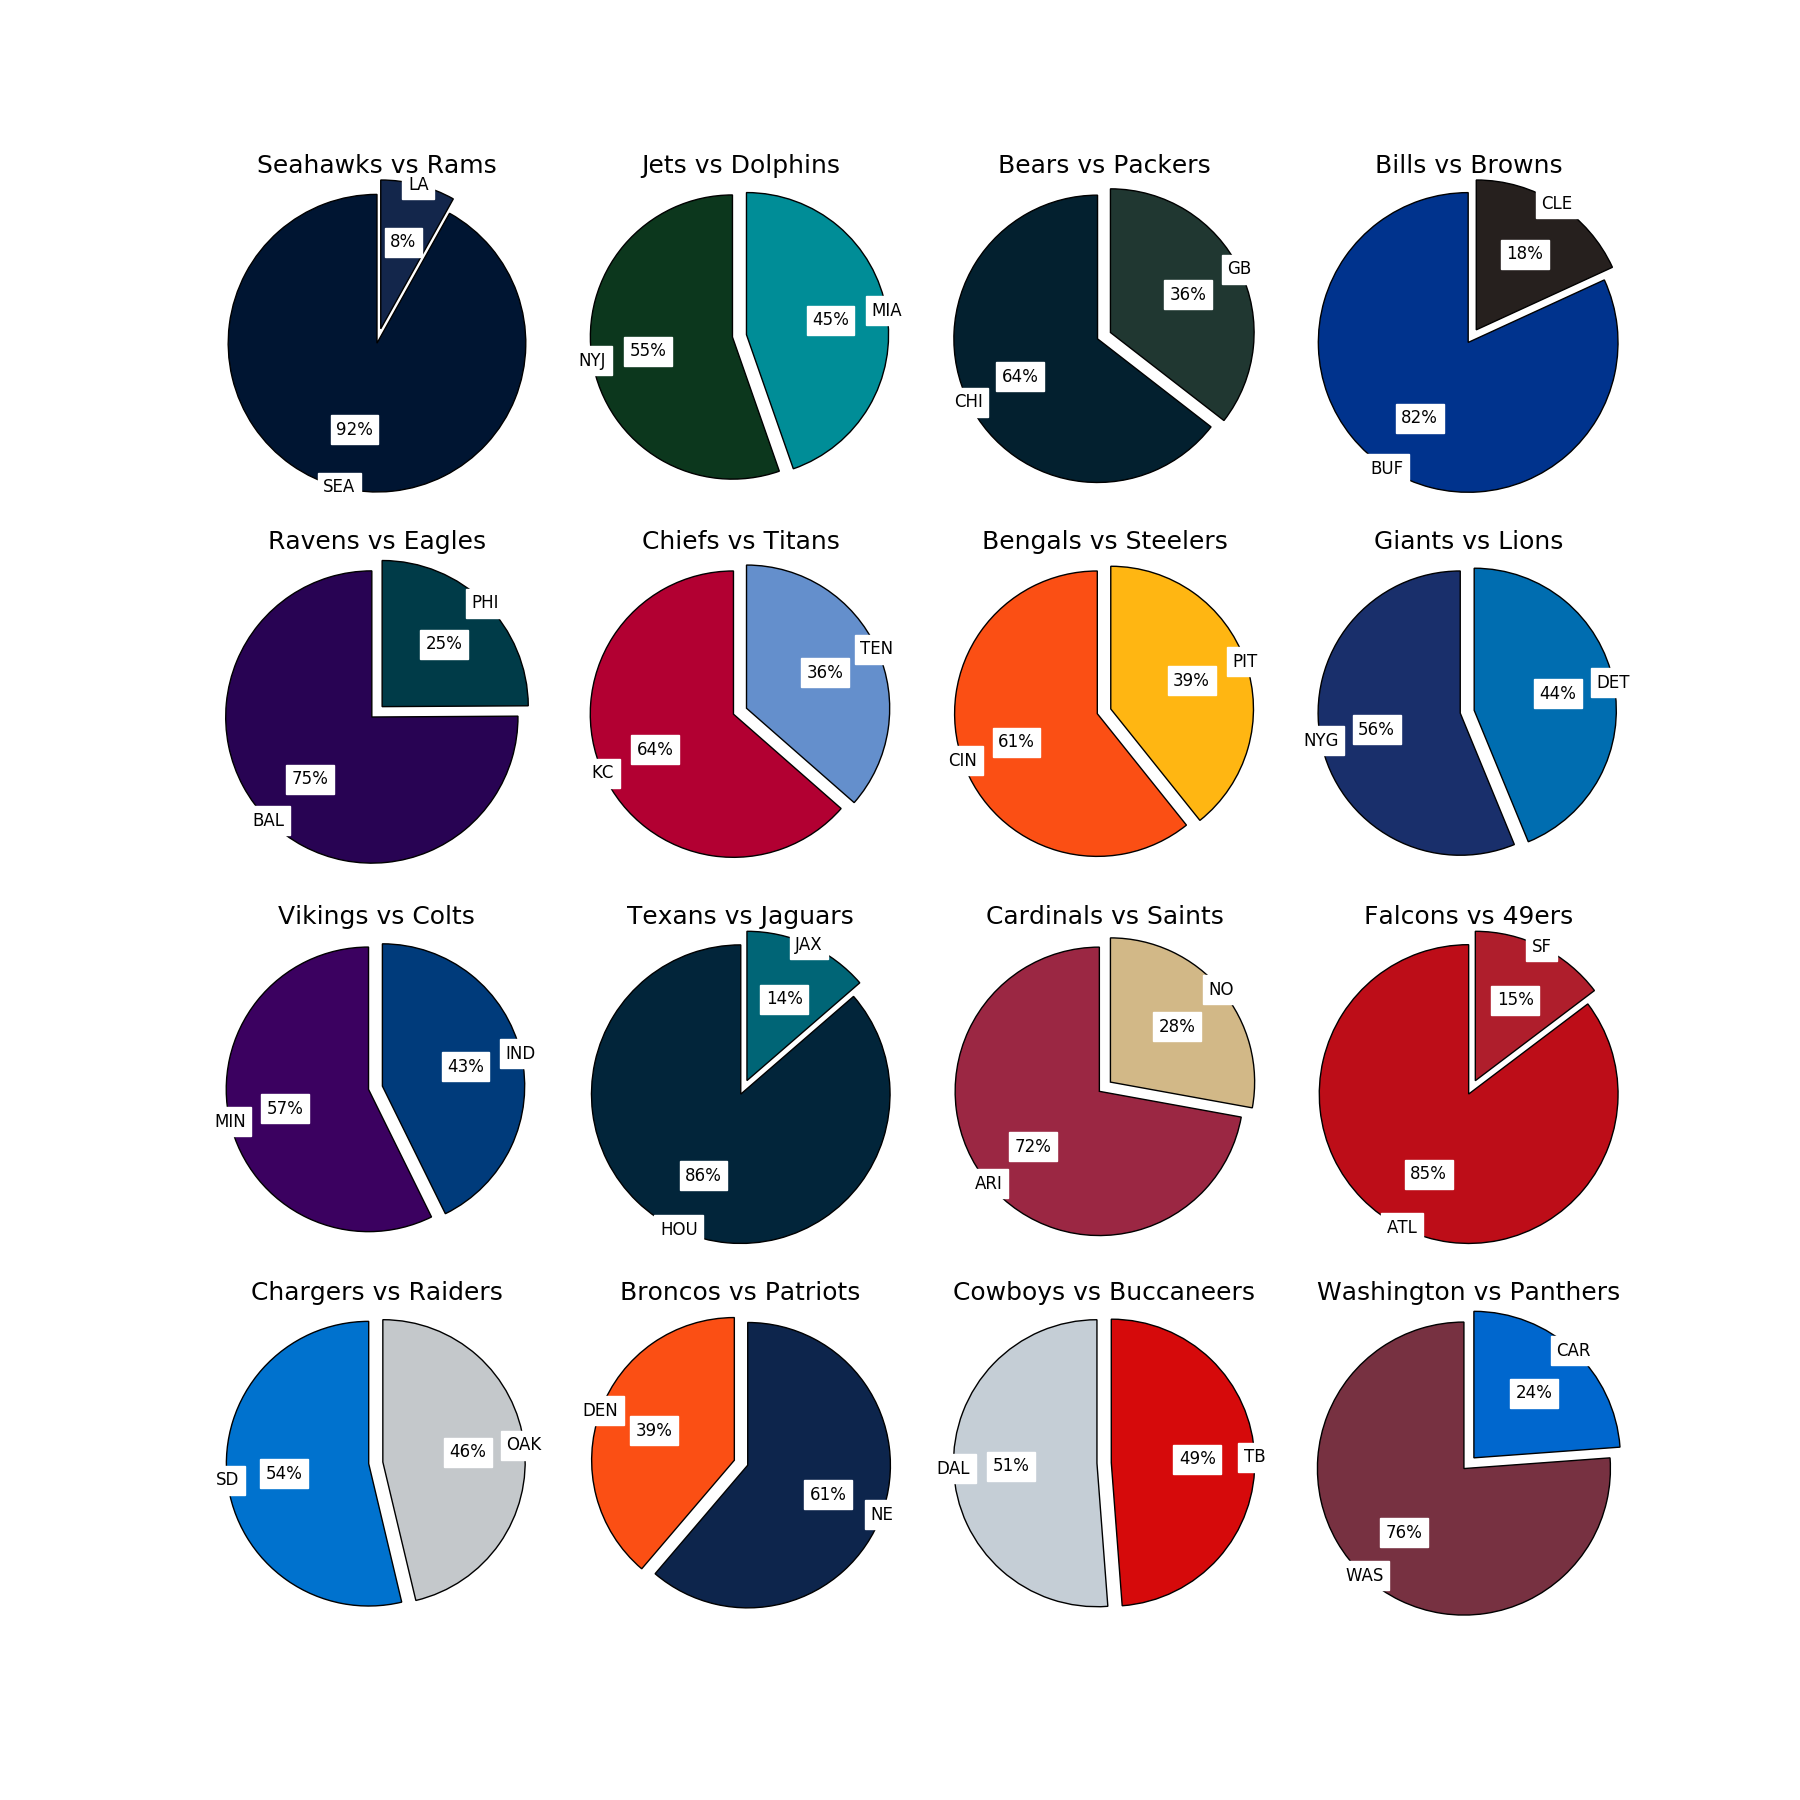 Seahawks vs Rams
LA
8%
92%
SEA
Jets vs Dolphins
MIA
45%
55%
NYJ
Bears vs Packers
GB
36%
64%
CHI
Bills vs Browns
CLE
18%
82%
BUF
Ravens vs Eagles
PHI
25%
75%
BAL
Chiefs vs Titans
TEN
36%
64%
KC
Bengals vs Steelers
PIT
39%
61%
CIN
Giants vs Lions
DET
44%
56%
NYG
Vikings vs Colts
IND
43%
57%
MIN
Texans vs Jaguars
JAX
14%
86%
HOU
Cardinals vs Saints
NO
28%
72%
ARI
Falcons vs 49ers
SF
15%
85%
ATL
Chargers vs Raiders
OAK
46%
54%
SD
Broncos vs Patriots
DEN
39%
61%
NE
Cowboys vs Buccaneers
TB
49%
51%
DAL
Washington vs Panthers
CAR
24%
76%
WAS